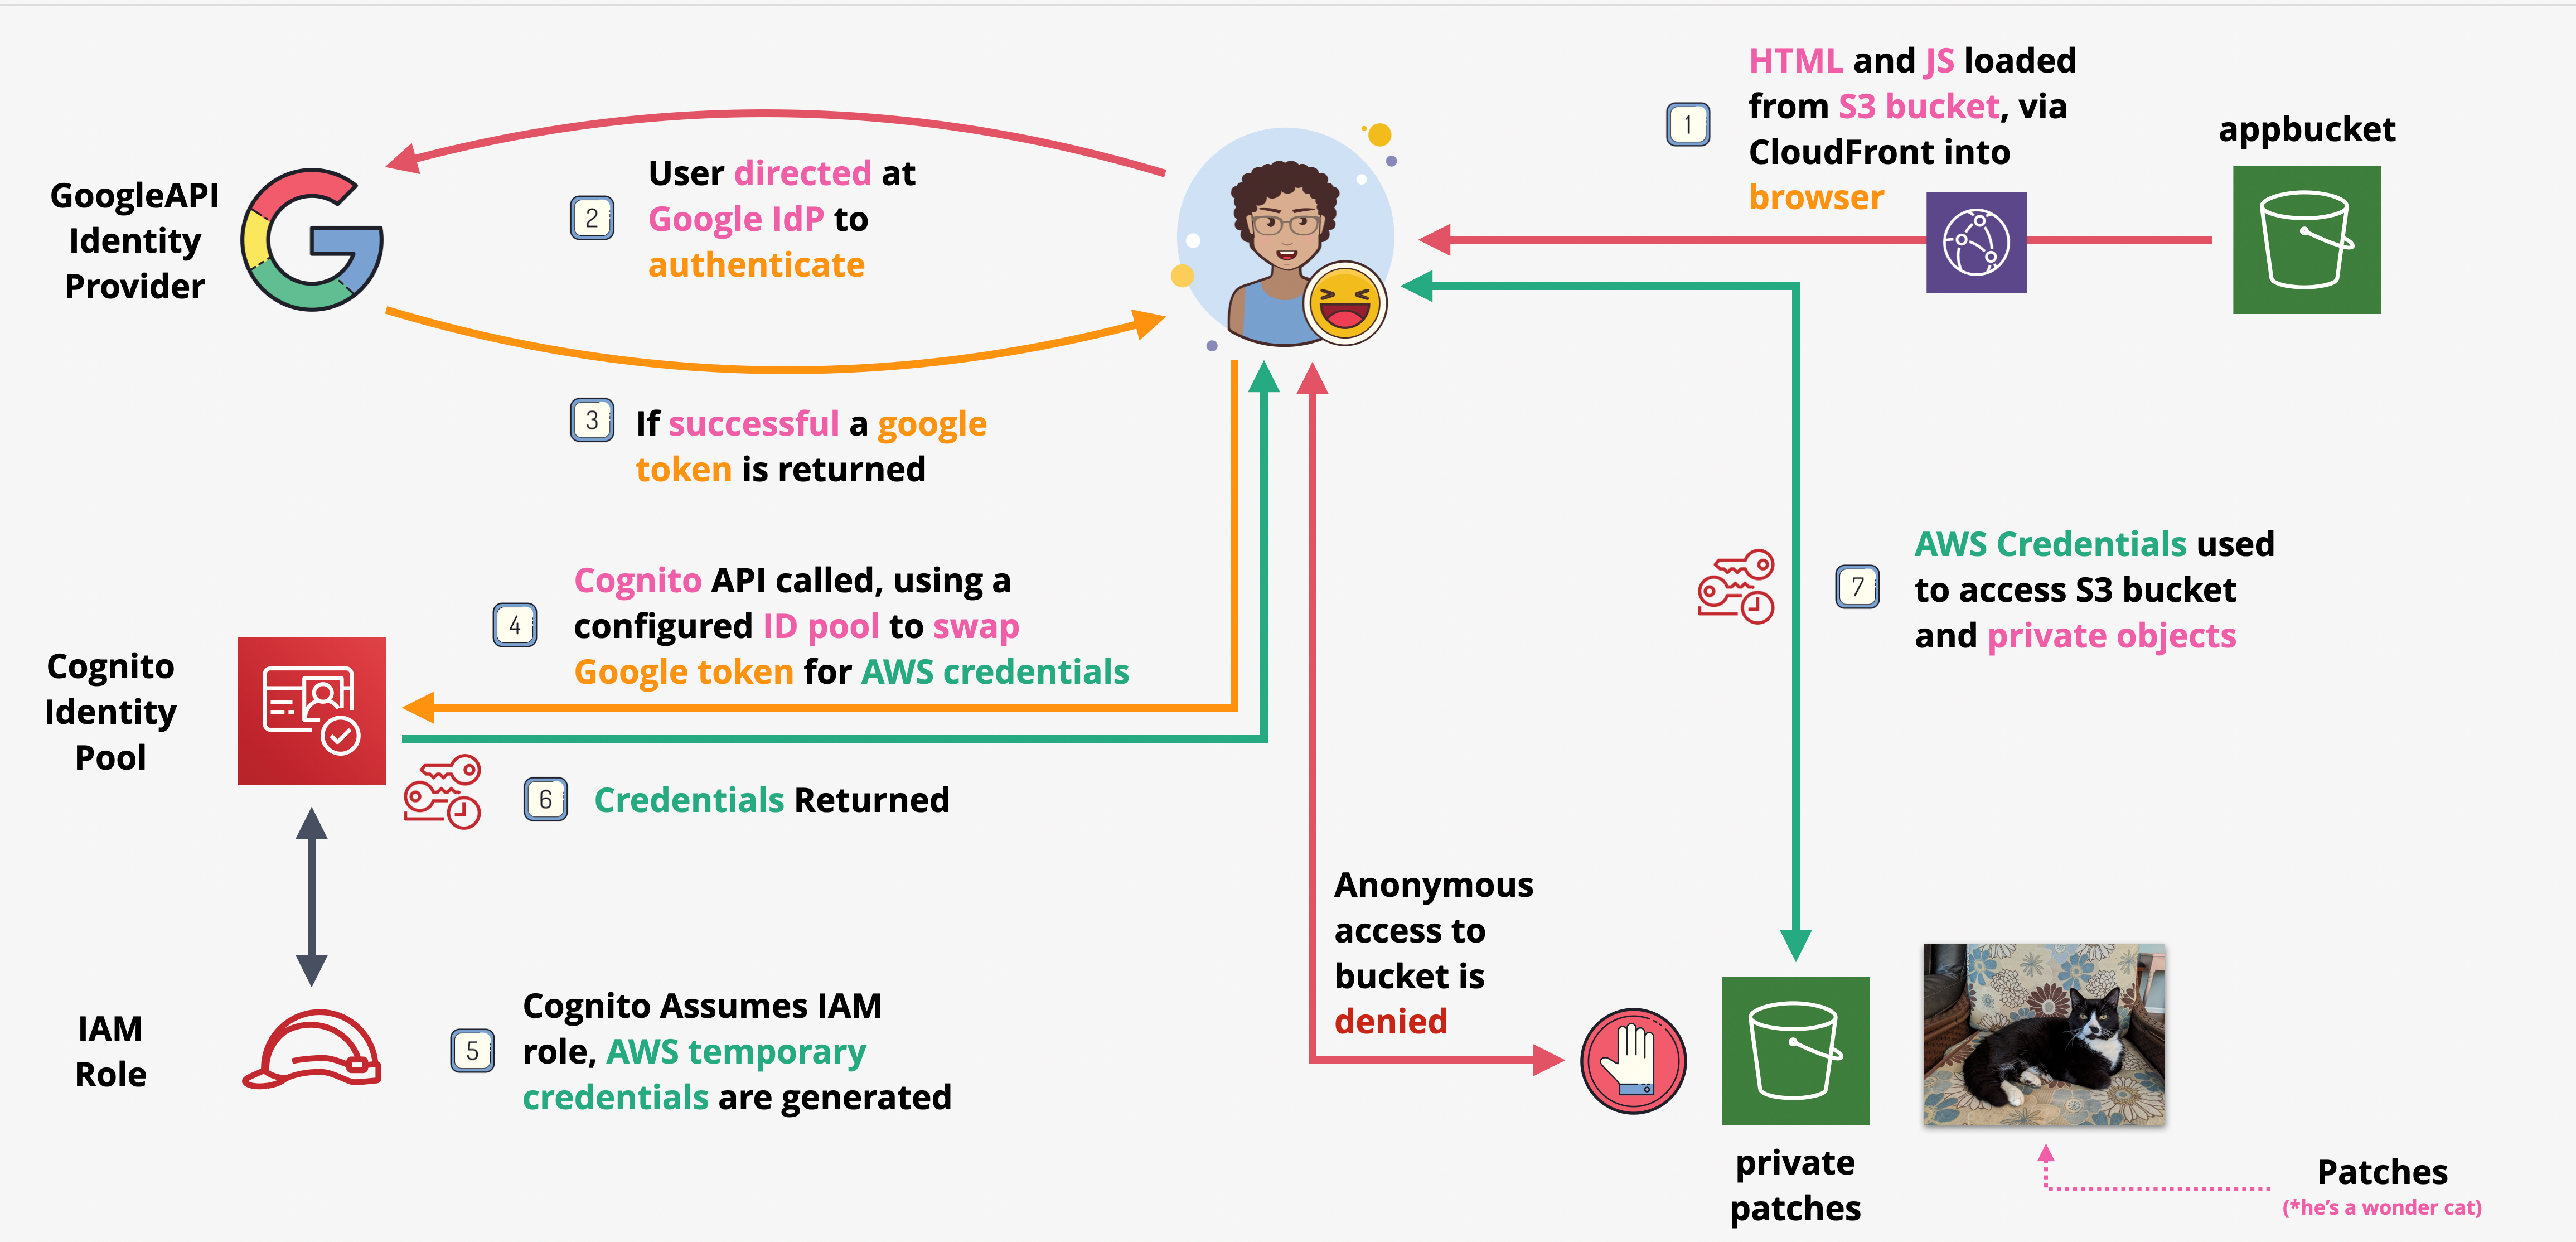 1
HTML and JS loaded
from S3 bucket, via
CloudFront into
browser
appbucket
GoogleAPI
Identity
Provider
2
User directed at
Google IdP to
authenticate
3
If successful a google
token is returned
4
Cognito API called, using a
configured ID pool to swap
Google token for AWS credentials
Cognito
Identity
Pool
6
Credentials Returned
7
AWS Credentials used
to access S3 bucket
and private objects
Anonymous
access to
bucket is
denied
IAM
Role
5
Cognito Assumes IAM
role, AWS temporary
credentials are generated
private
patches
Patches
(*he's a wonder cat)